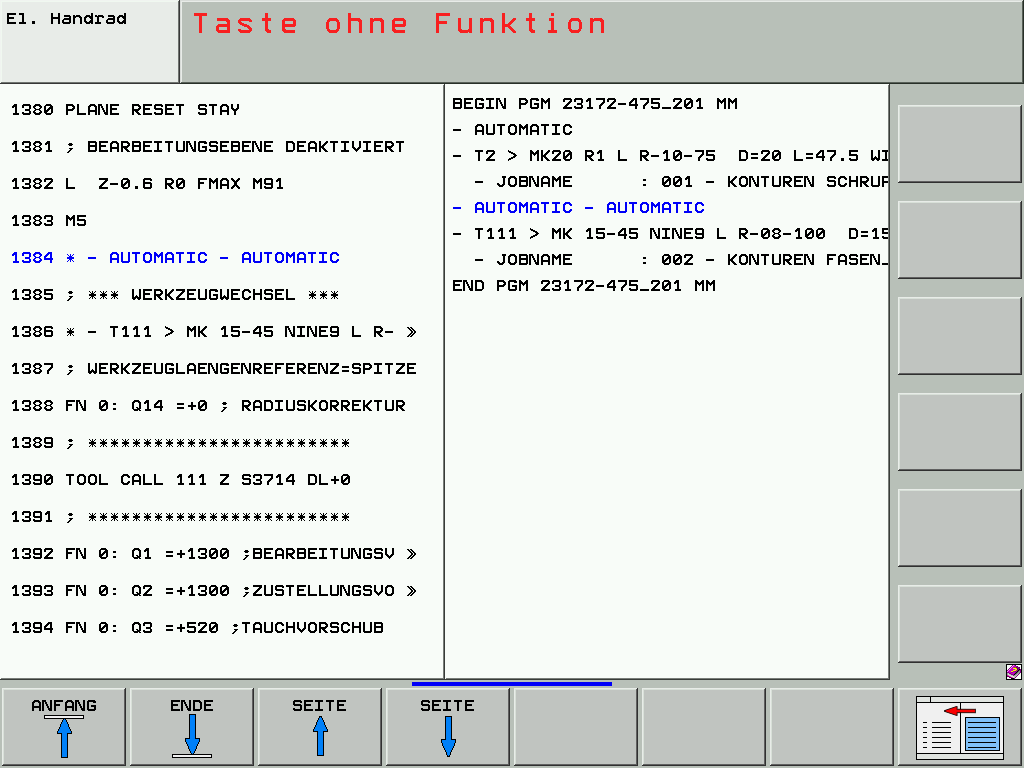 El. Handrad
Taste ohne Funktion
1380 PLANE RESET STAY
1381 ; BEARBEITUNGSEBENE DEAKTIVIERT
1382 L  Z-0.6 R0 FMAX M91
1383 M5
1384 * - AUTOMATIC - AUTOMATIC
1385 ; *** WERKZEUGWECHSEL ***
1386 * - T111 > MK 15-45 NINE9 L R- »
1387 ; WERKZEUGLAENGENREFERENZ=SPITZE
1388 FN 0: Q14 =+0 ; RADIUSKORREKTUR
1389 ; ************************
1390 TOOL CALL 111 Z S3714 DL+0
1391 ; ************************
1392 FN 0: Q1 =+1300 ;BEARBEITUNGSV »
1393 FN 0: Q2 =+1300 ;ZUSTELLUNGSVO »
1394 FN 0: Q3 =+520 ;TAUCHVORSCHUB
BEGIN PGM 23172-475_201 MM
- AUTOMATIC
- T2 > MK20 R1 L R-10-75  D=20 L=47.5 WI
- JOBNAME      : 001 - KONTUREN SCHRUP
- AUTOMATIC - AUTOMATIC
- T111 > MK 15-45 NINE9 L R-08-100  D=15
- JOBNAME      : 002 - KONTUREN FASEN_
END PGM 23172-475_201 MM
ANFANG
ENDE
SEITE
SEITE